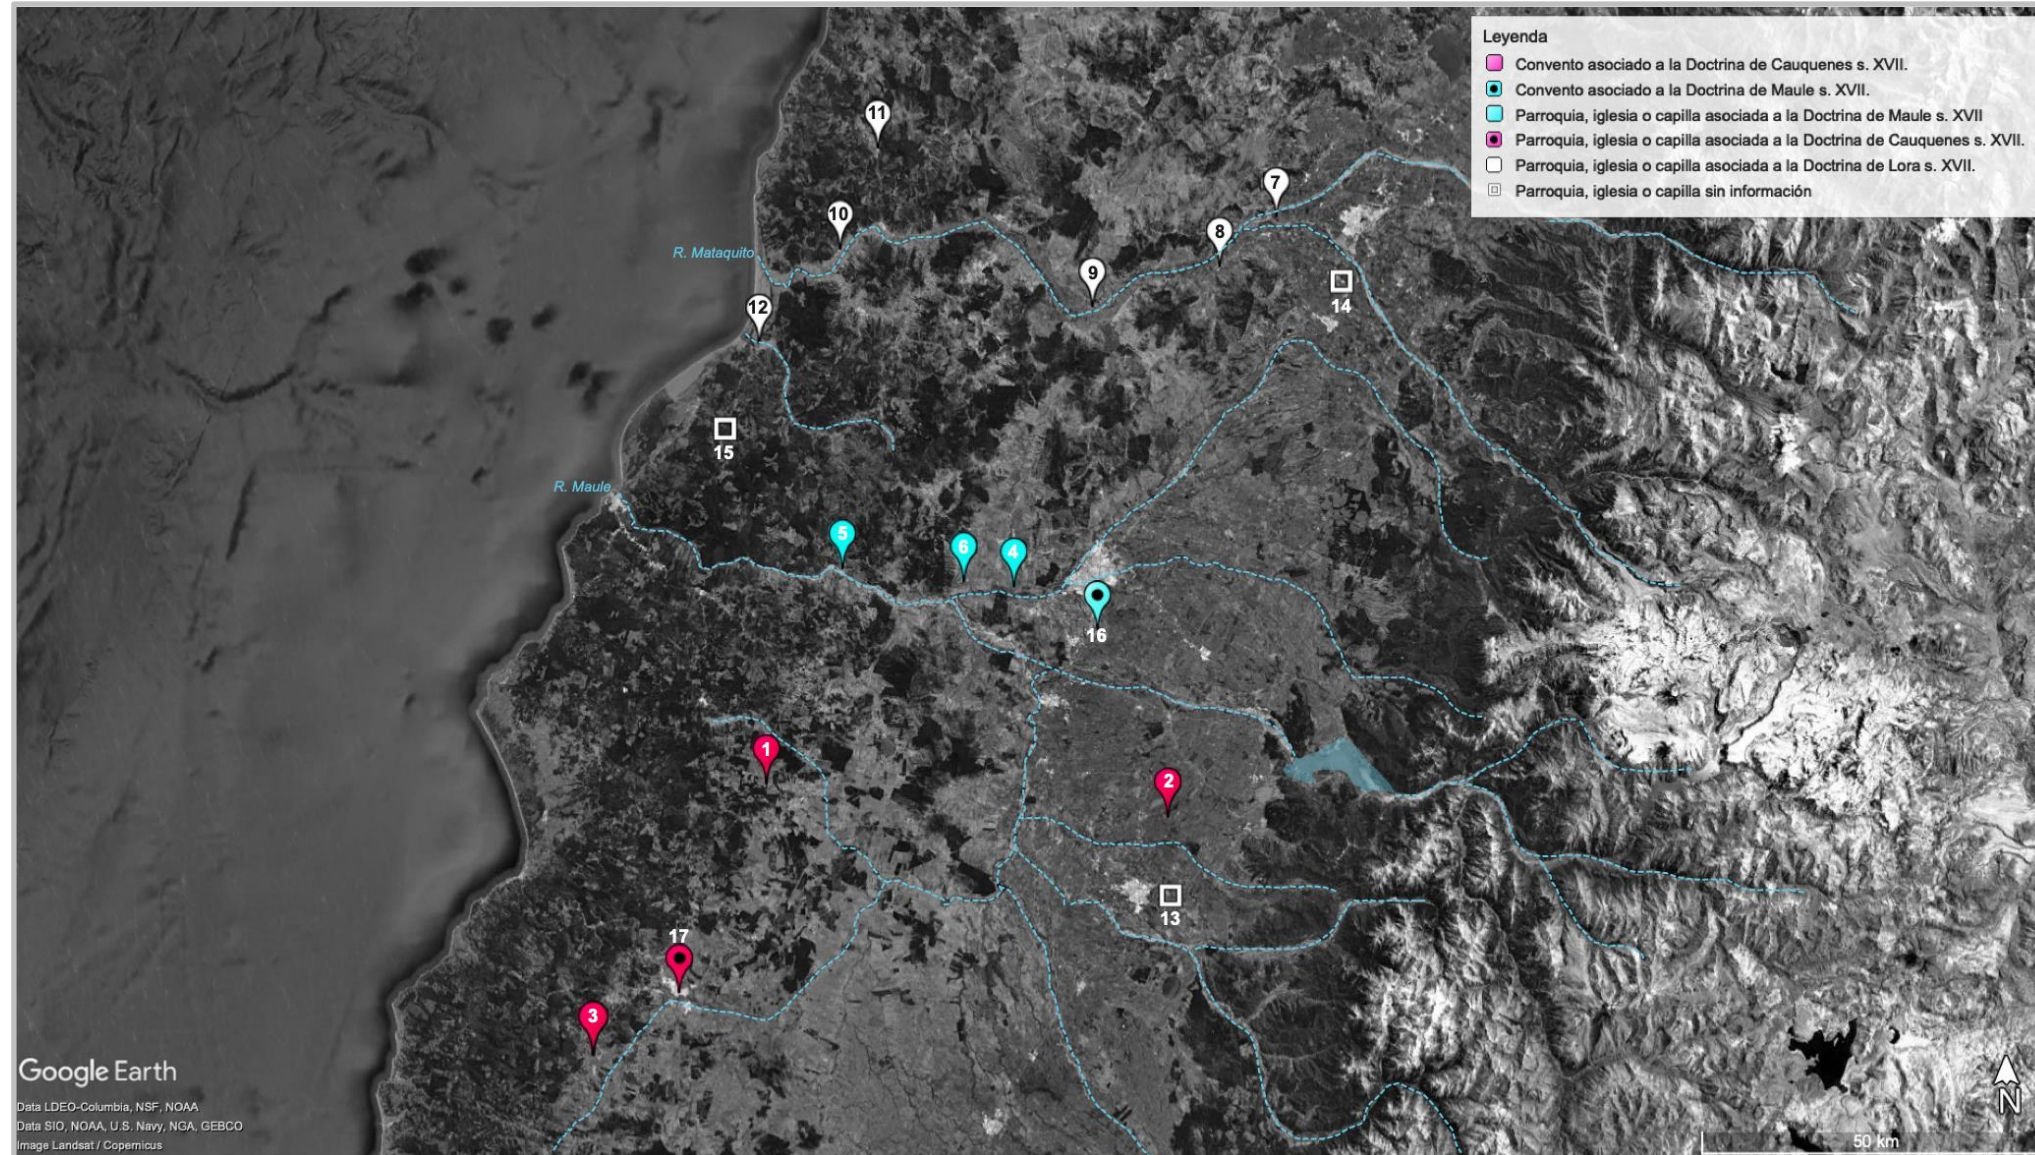 Leyenda
Convento asociado a la Doctrina de Cauquenes s. XVII.
Convento asociado a la Doctrina de Maule s. XVII.
Parroquia, iglesia o capilla asociada a la Doctrina de Maule s. XVII
Parroquia, iglesia o capilla asociada a la Doctrina de Cauquenes s. XVII.
Parroquia, iglesia o capilla asociada a la Doctrina de Lora s. XVII.
Parroquia, iglesia o capilla sin información
11
7
10
8
R. Mataquito
9
14
12
15
R. Maule
5
6
4
16
1
2
13
17
3
Google Earth
Data LDEO-Columbia, NSF, NOAA
Data SIO, NOAA, U.S. Navy, NGA, GEBCO
Image Landsat / Copernicus
N
50 km